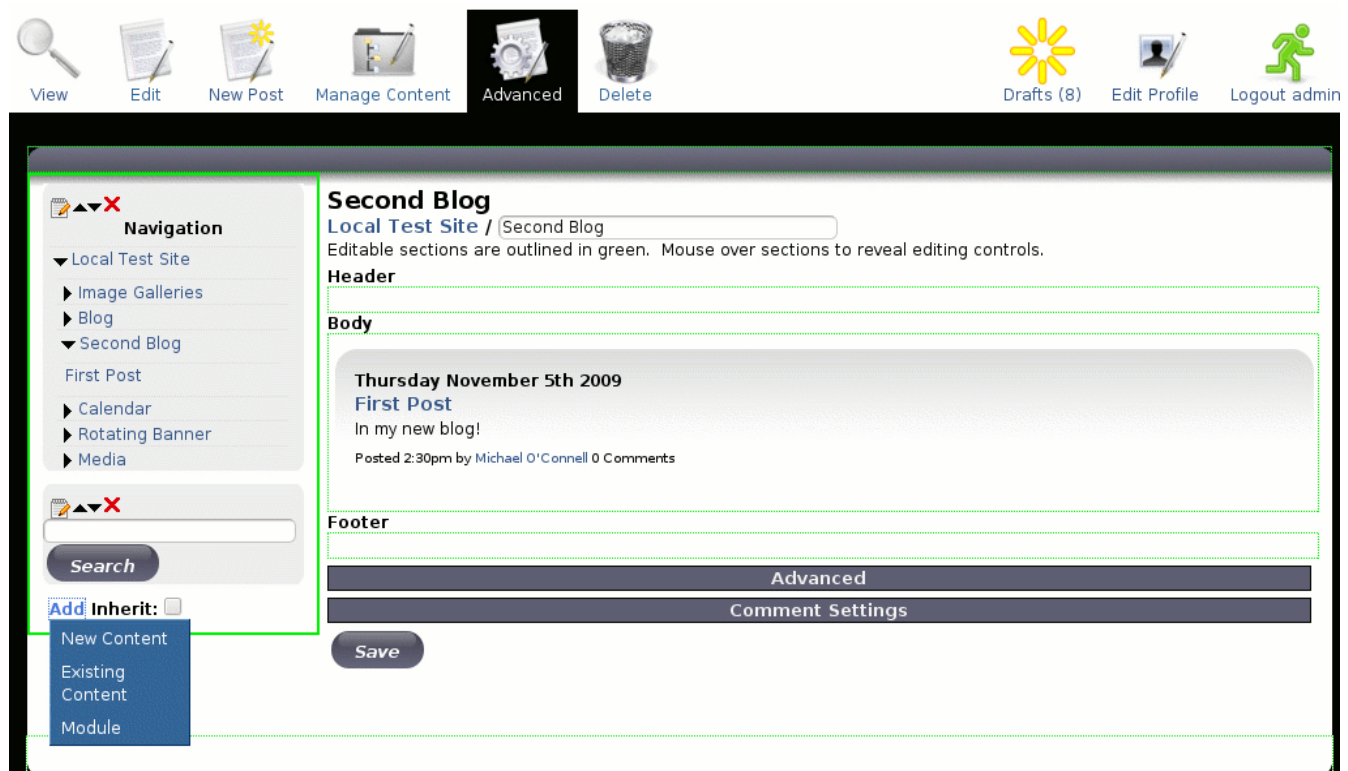 View Edit New Post Manage Content Advanced Delete Drafts (8) Edit Profile Logout admin
Navigation
Local Test Site
Image Galleries
Blog
Second Blog
First Post
Calendar
Rotating Banner
Media
Search
Add Inherit:
New Content
Existing
Content
Module
Second Blog
Local Test Site / Second Blog
Editable sections are outlined in green. Mouse over sections to reveal editing controls.
Header
Body
Thursday November 5th 2009
First Post
In my new blog!
Posted 2:30pm by Michael O'Connell 0 Comments
Footer
Advanced
Comment Settings
Save